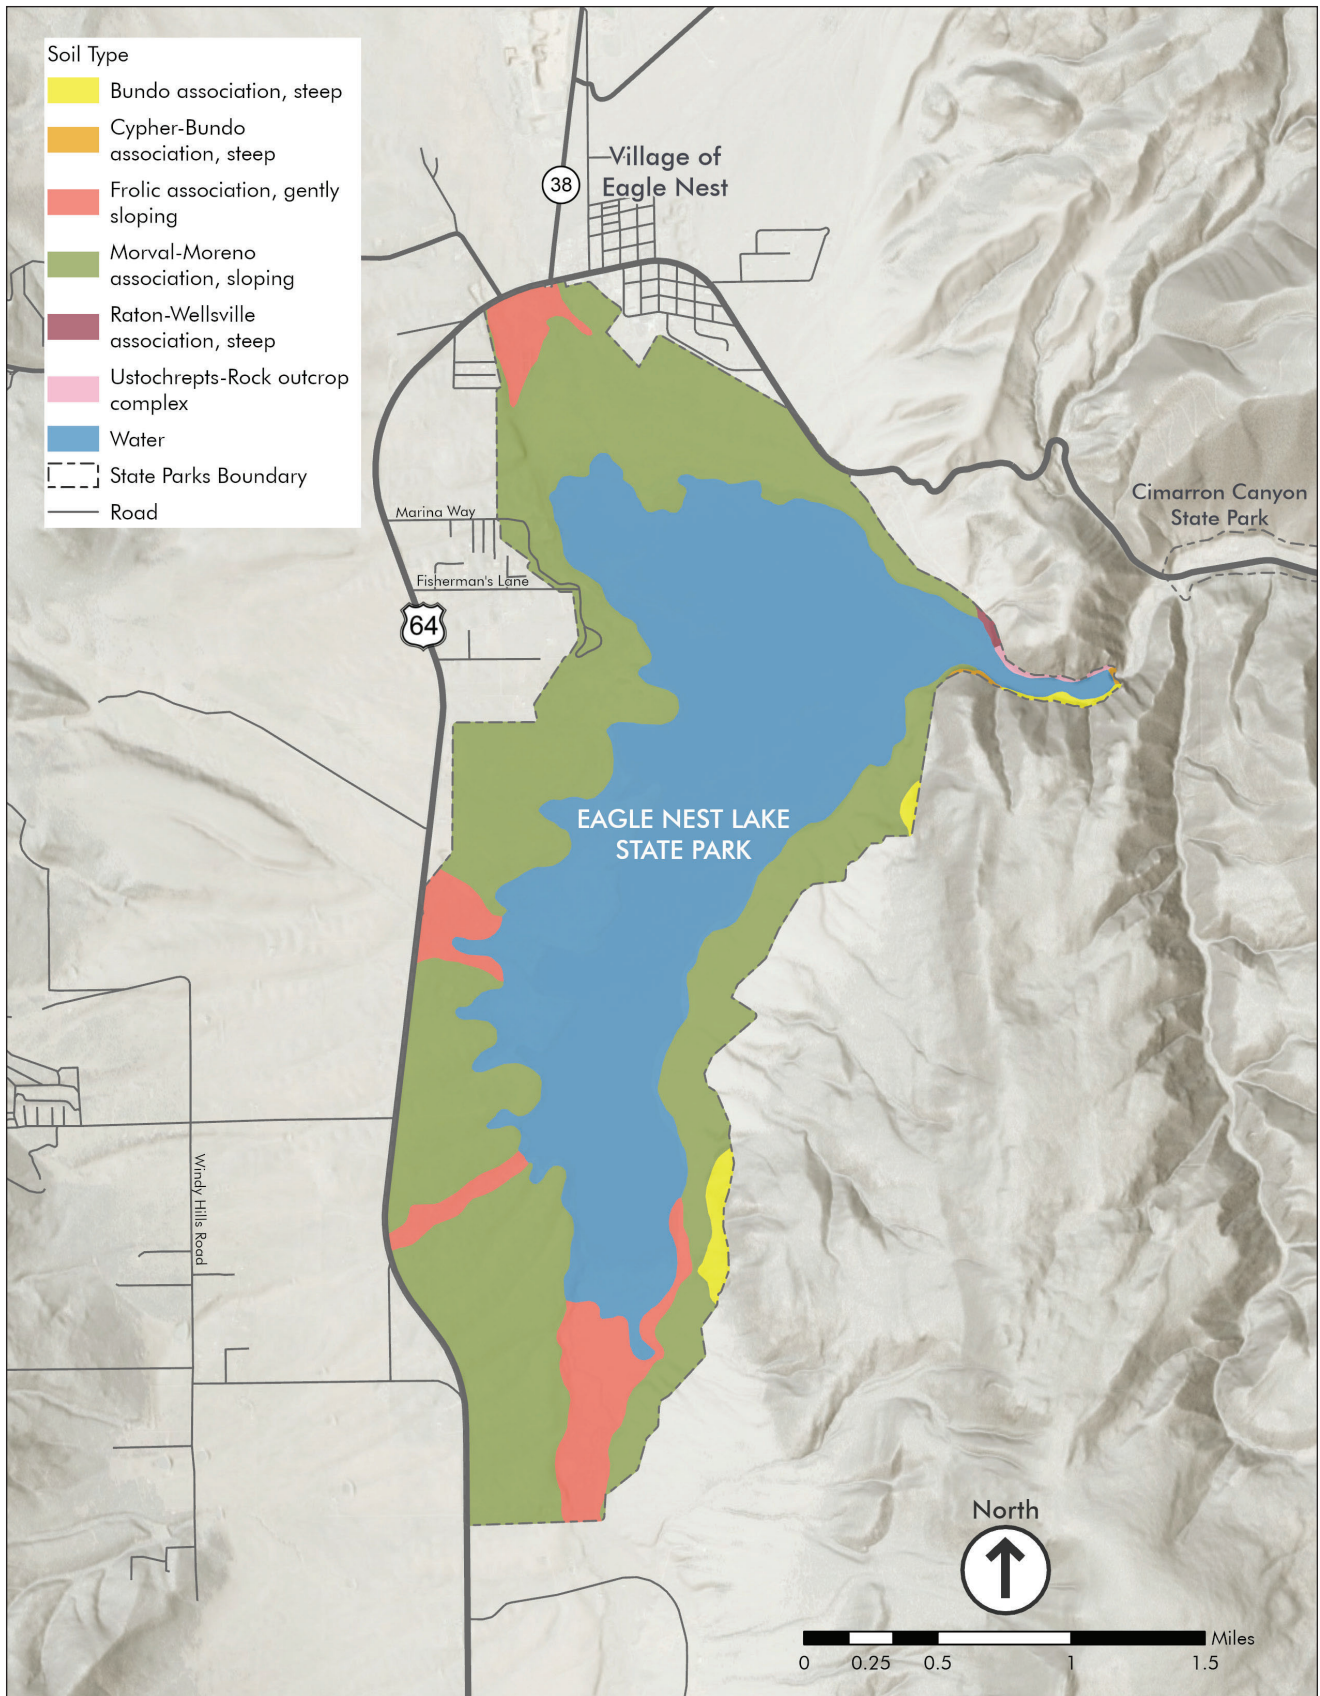 Soil Type
Bundo association, steep
Cypher-Bundo
association, steep
Frolic association, gently
sloping
Morval-Moreno
association, sloping
Raton-Wellsville
association, steep
Ustochrepts-Rock outcrop
complex
Water
State Parks Boundary
Road
38
Village of
Eagle Nest
Cimarron Canyon
State Park
Marina Way
Fisherman's Lane
64
EAGLE NEST LAKE
STATE PARK
Windy Hills Road
North
Miles
0 0.25 0.5 1 1.5